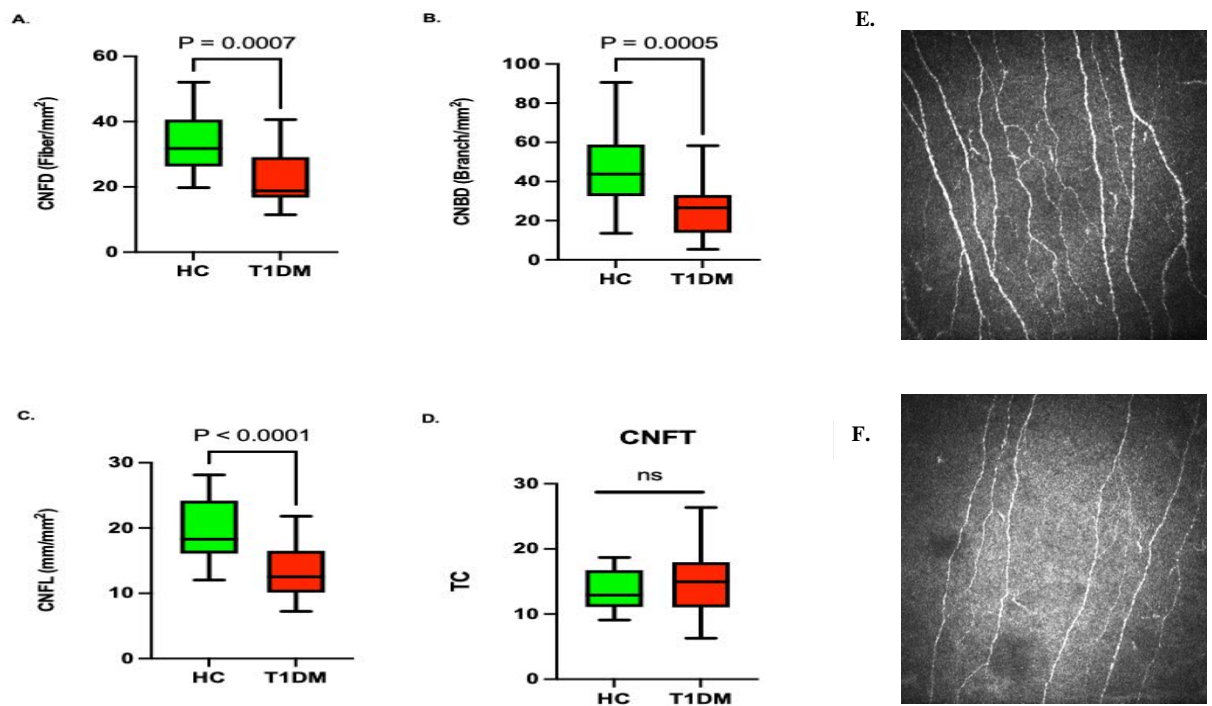 A.
P = 0.0007
60
40
20
0
CNFD (Fiber/mm²)
HC T1DM
B.
P = 0.0005
100
80
60
40
20
0
CNBD (Branch/mm²)
HC T1DM
E.
C.
P < 0.0001
30
20
10
0
CNFL (mm/mm²)
HC T1DM
D.
CNFT
ns
30
20
10
0
TC
HC T1DM
F.